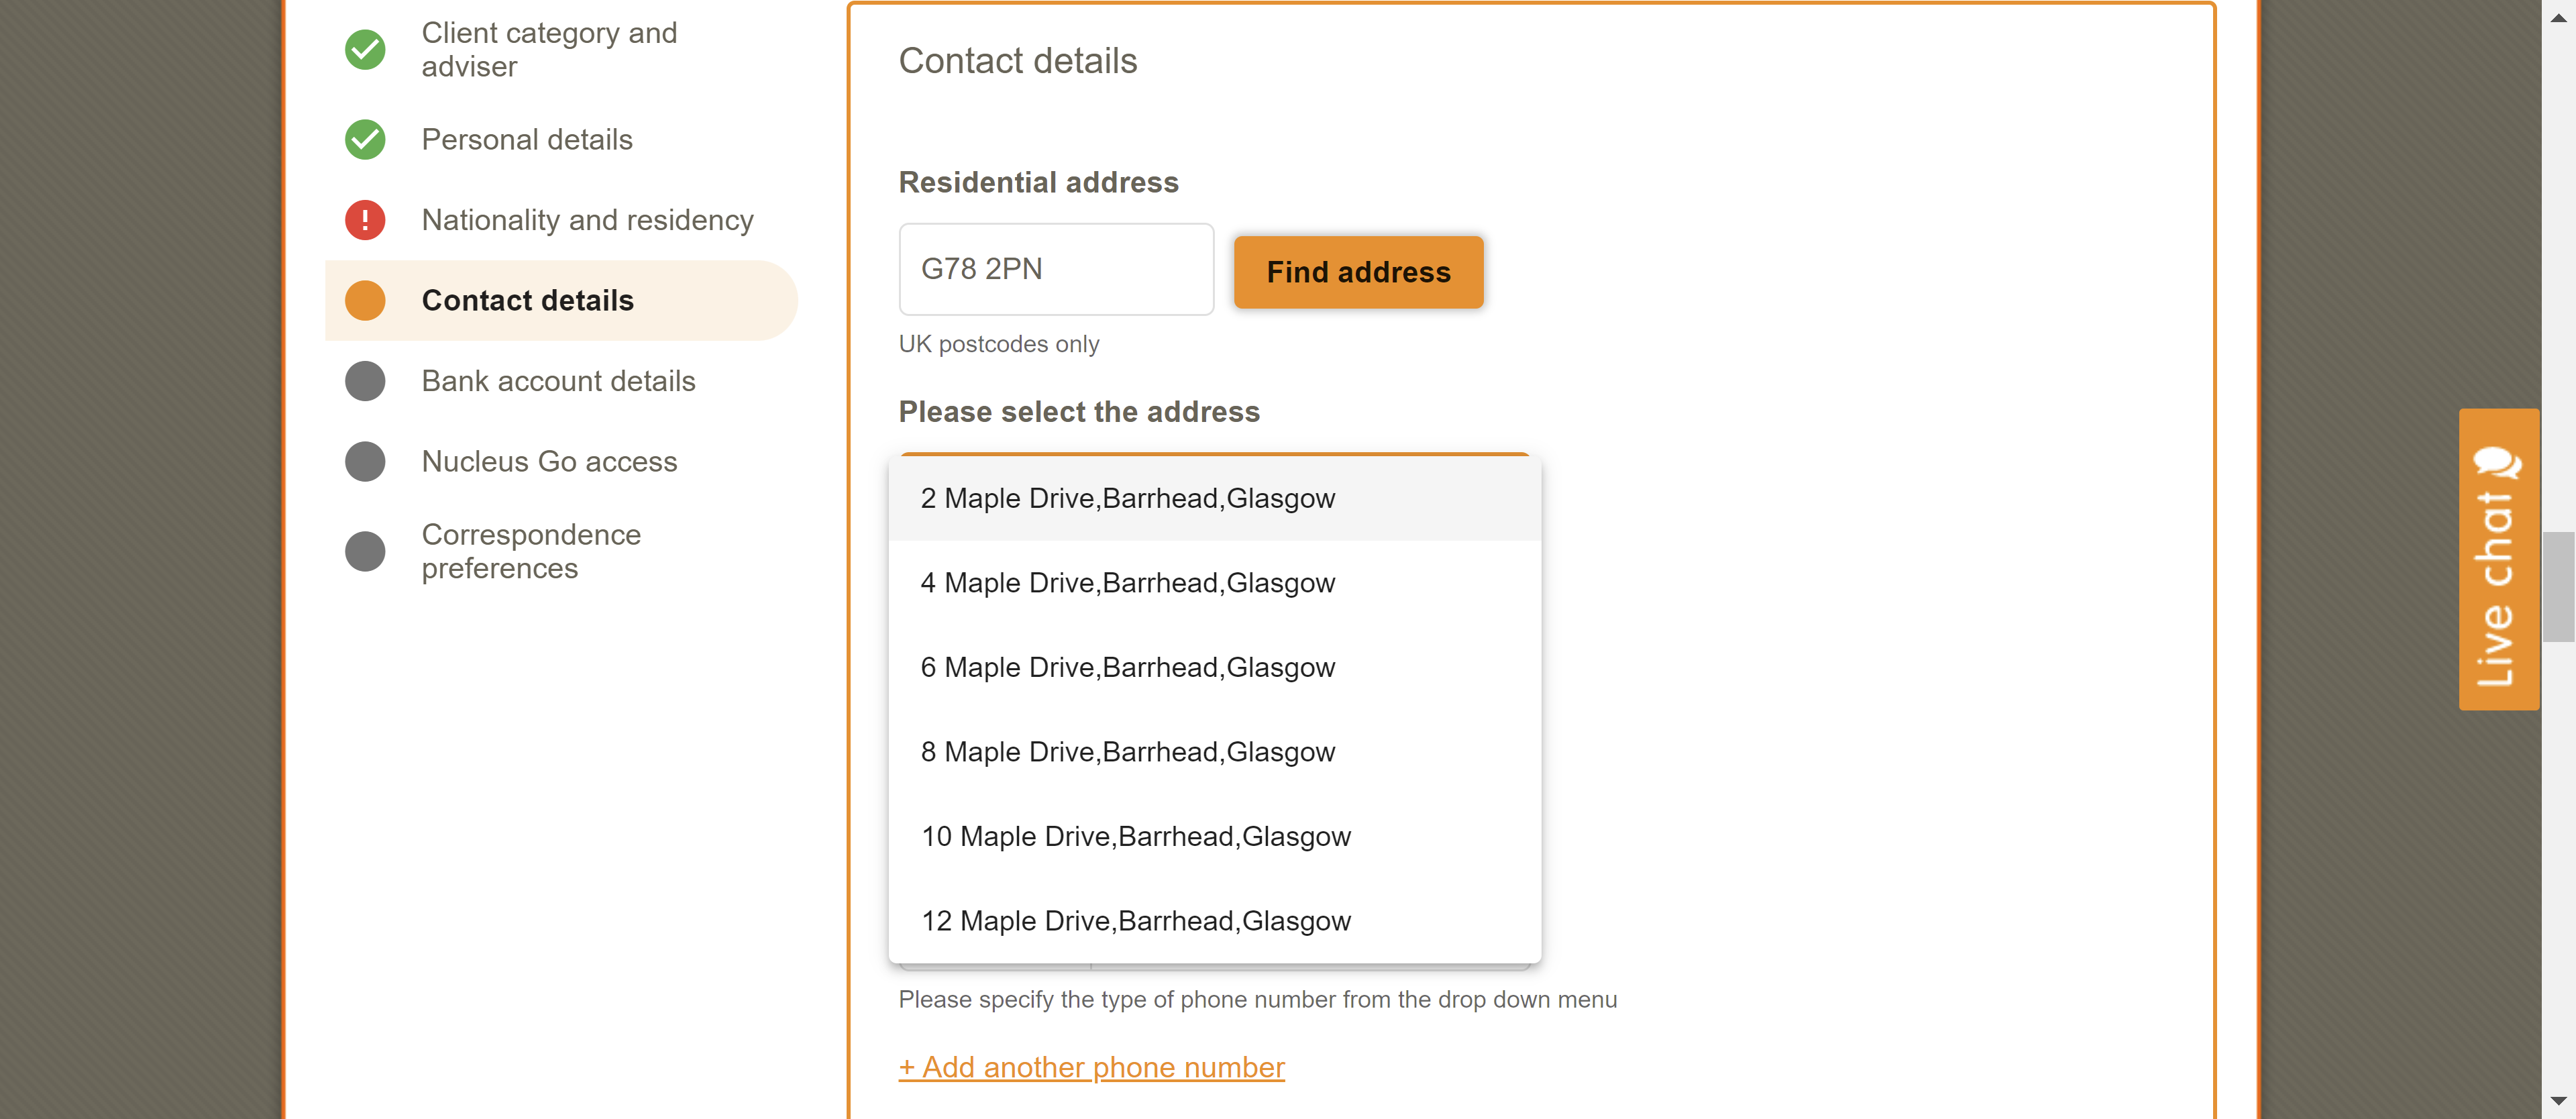 Client category and
adviser
Personal details
Nationality and residency
Contact details
Bank account details
Nucleus Go access
Correspondence
preferences
Contact details
Residential address
G78 2PN
Find address
UK postcodes only
Please select the address
2 Maple Drive,Barrhead,Glasgow
4 Maple Drive,Barrhead,Glasgow
6 Maple Drive,Barrhead,Glasgow
8 Maple Drive,Barrhead,Glasgow
10 Maple Drive,Barrhead,Glasgow
12 Maple Drive,Barrhead,Glasgow
Please specify the type of phone number from the drop down menu
+ Add another phone number
Live chat